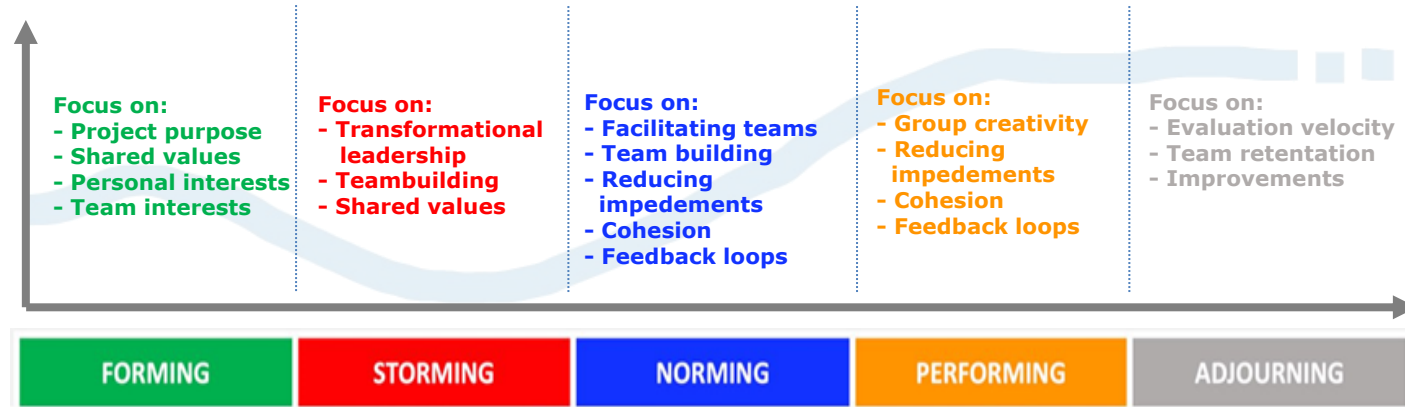 Focus on:
- Project purpose
- Shared values
- Personal interests
- Team interests
Focus on:
- Transformational
leadership
- Teambuilding
- Shared values
Focus on:
- Facilitating teams
- Team building
- Reducing
impedements
- Cohesion
- Feedback loops
Focus on:
- Group creativity
- Reducing
impedements
- Cohesion
- Feedback loops
Focus on:
- Evaluation velocity
- Team retention
- Improvements
FORMING
STORMING
NORMING
PERFORMING
ADJOURNING